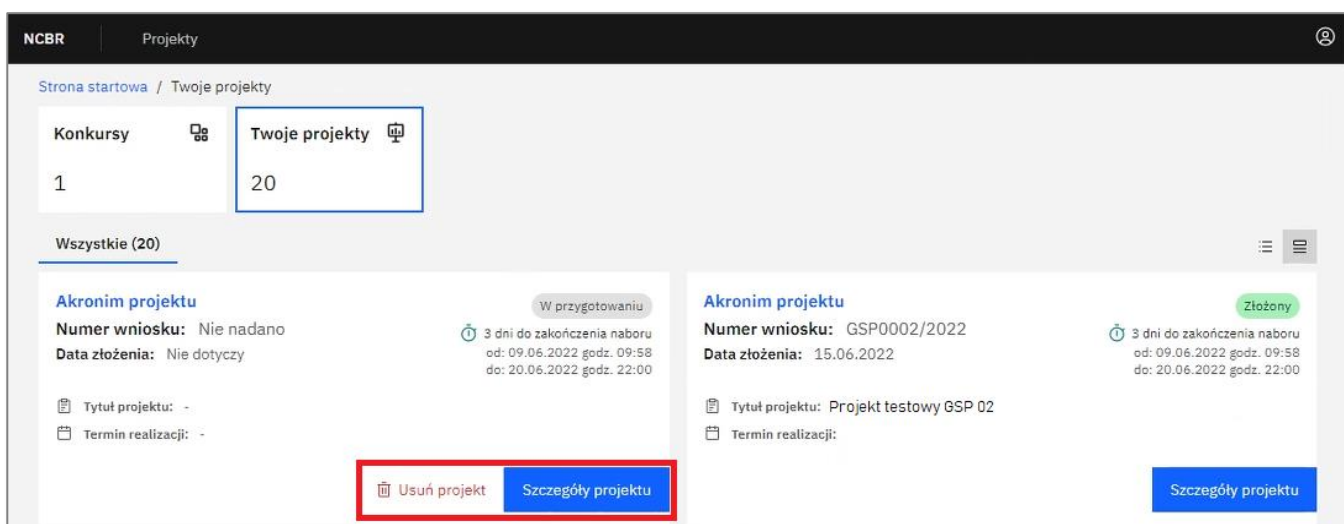 NCBR Projekty
Strona startowa / Twoje projekty
Konkursy
1
Twoje projekty
20
Wszystkie (20)
Akronim projektu
W przygotowaniu
Numer wniosku: Nie nadano
3 dni do zakończenia naboru
Data złożenia: Nie dotyczy
od: 09.06.2022 godz. 09:58
do: 20.06.2022 godz. 22:00
Tytuł projektu: -
Termin realizacji: -
Usuń projekt
Szczegóły projektu
Akronim projektu
Złożony
Numer wniosku: GSP0002/2022
3 dni do zakończenia naboru
Data złożenia: 15.06.2022
od: 09.06.2022 godz. 09:58
do: 20.06.2022 godz. 22:00
Tytuł projektu: Projekt testowy GSP 02
Termin realizacji:
Szczegóły projektu